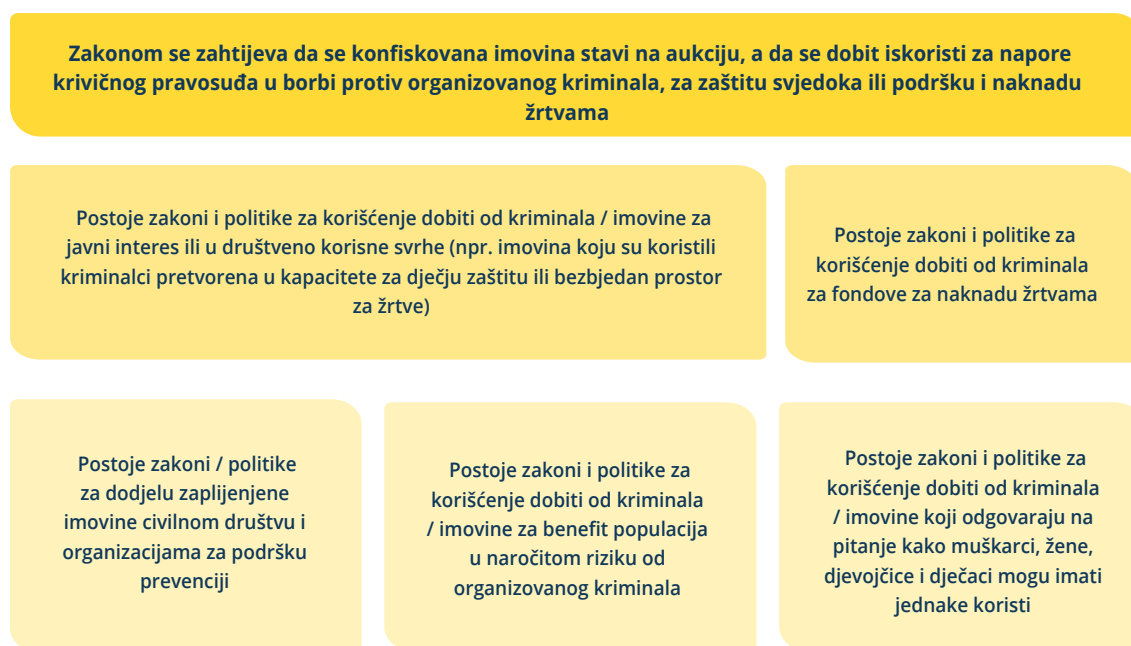 Zakonom se zahtijeva da se konfiskovana imovina stavi na aukciju, a da se dobit iskoristi za napore
krivičnog pravosuđa u borbi protiv organizovanog kriminala, za zaštitu svjedoka ili podršku i naknadu
žrtvama
Postoje zakoni i politike za korišćenje dobiti od kriminala / imovine za
javni interes ili u društveno korisne svrhe (npr. imovina koju su koristili
kriminalci pretvorena u kapacitete za dječju zaštitu ili bezbjedan prostor
za žrtve)
Postoje zakoni i politike za
korišćenje dobiti od kriminala
za fondove za naknadu žrtvama
Postoje zakoni / politike
za dodjelu zaplijenjene
imovine civilnom društvu i
organizacijama za podršku
prevenciji
Postoje zakoni i politike za
korišćenje dobiti od kriminala
/ imovine za benefit populacija
u naročitom riziku od
organizovanog kriminala
Postoje zakoni i politike za
korišćenje dobiti od kriminala
/ imovine koji odgovaraju na
pitanje kako muškarci, žene,
djevojčice i dječaci mogu imati
jednake koristi